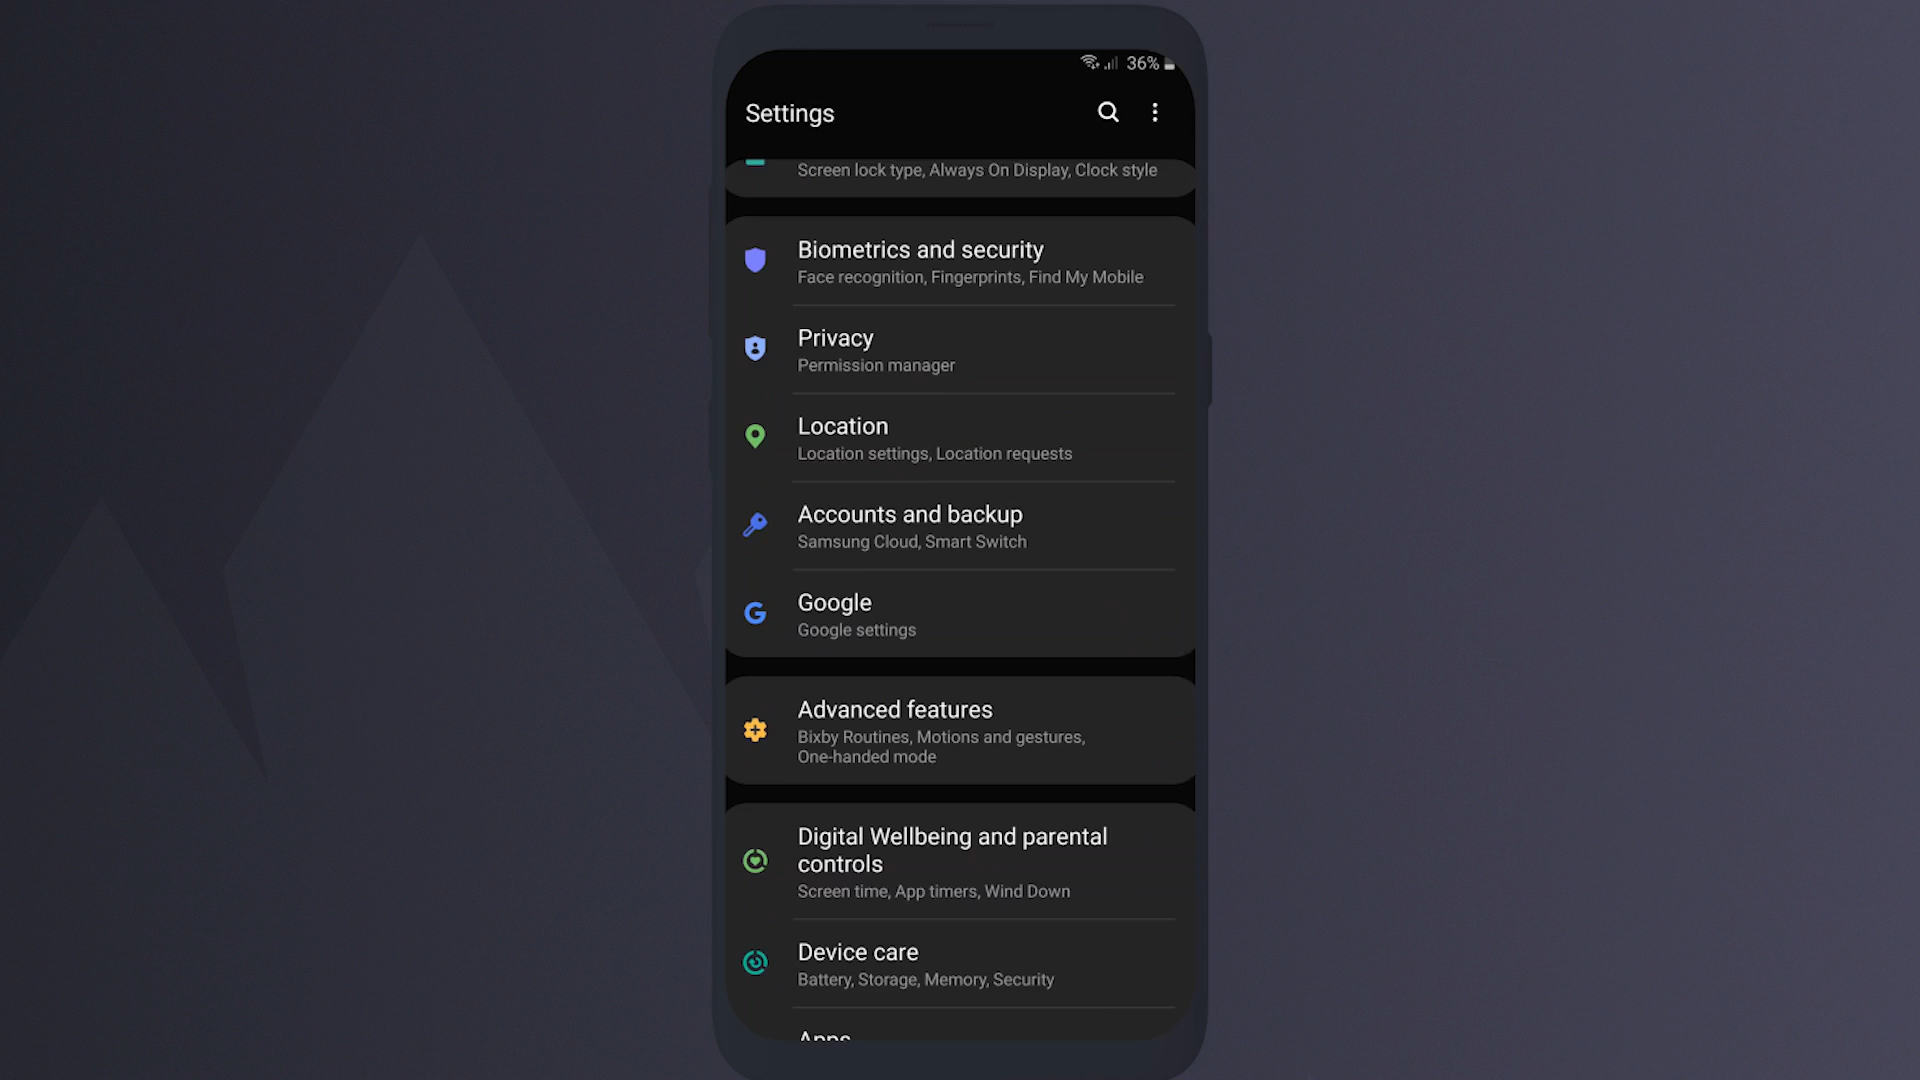 36%
Settings
Screen lock type, Always On Display, Clock style
Biometrics and security
Face recognition, Fingerprints, Find My Mobile
Privacy
Permission manager
Location
Location settings, Location requests
Accounts and backup
Samsung Cloud, Smart Switch
Google
Google settings
Advanced features
Bixby Routines, Motions and gestures,
One-handed mode
Digital Wellbeing and parental
controls
Screen time, App timers, Wind Down
Device care
Battery, Storage, Memory, Security
Apps